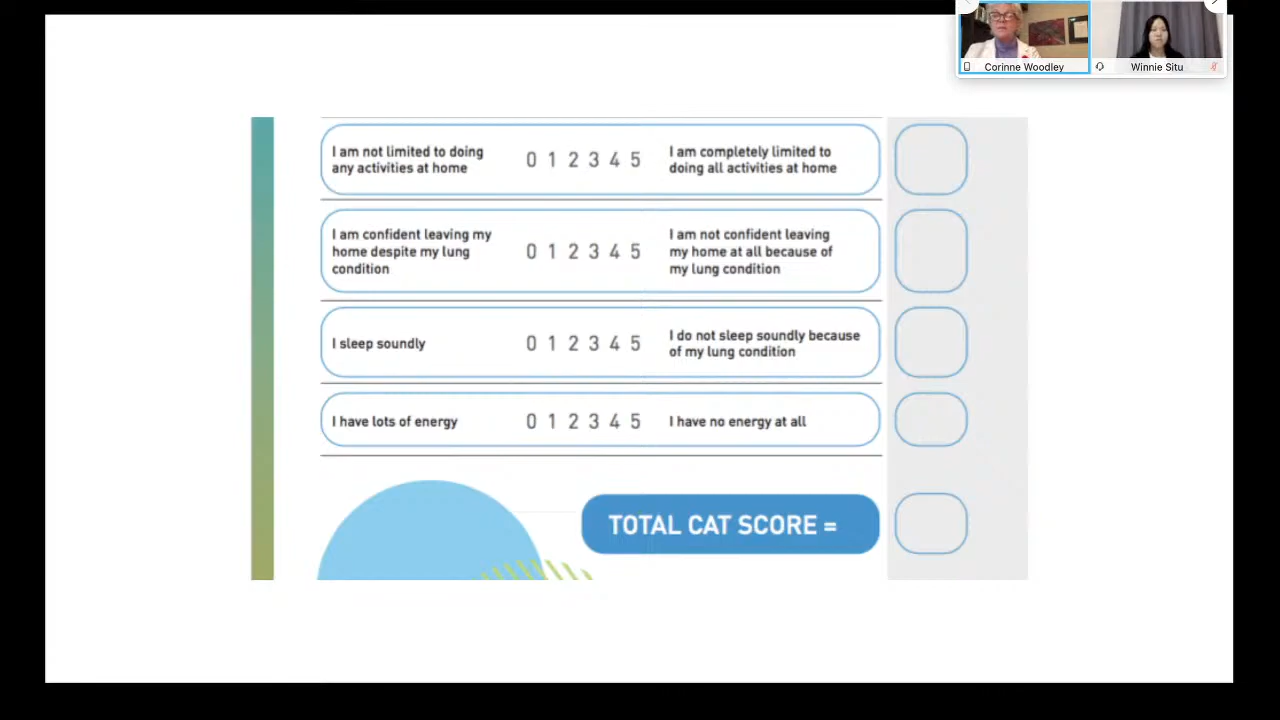 Corinne Woodley
Winnie Situ
I am not limited to doing
any activities at home
0 1 2 3 4 5
I am completely limited to
doing all activities at home
I am confident leaving my
home despite my lung
condition
0 1 2 3 4 5
I am not confident leaving
my home at all because of
my lung condition
I sleep soundly
0 1 2 3 4 5
I do not sleep soundly because
of my lung condition
I have lots of energy
0 1 2 3 4 5
I have no energy at all
TOTAL CAT SCORE =